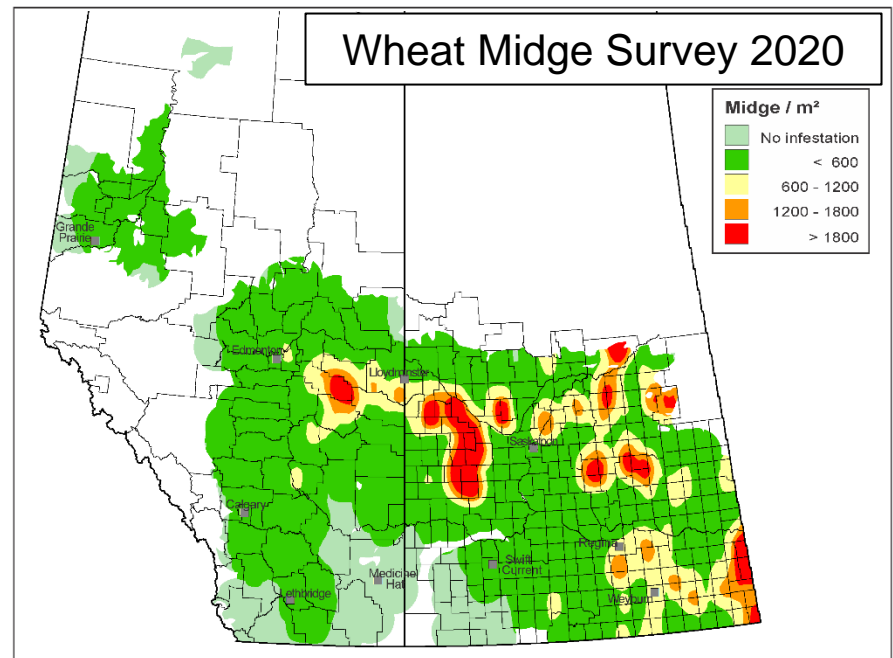 Wheat Midge Survey 2020
Midge / m²
No infestation
< 600
600 - 1200
1200 - 1800
> 1800
Grande
Prairie
Edmonton
Lloydminster
Saskatoon
Calgary
Regina
Swift
Current
Medicine
Hat
Lethbridge
Weyburn